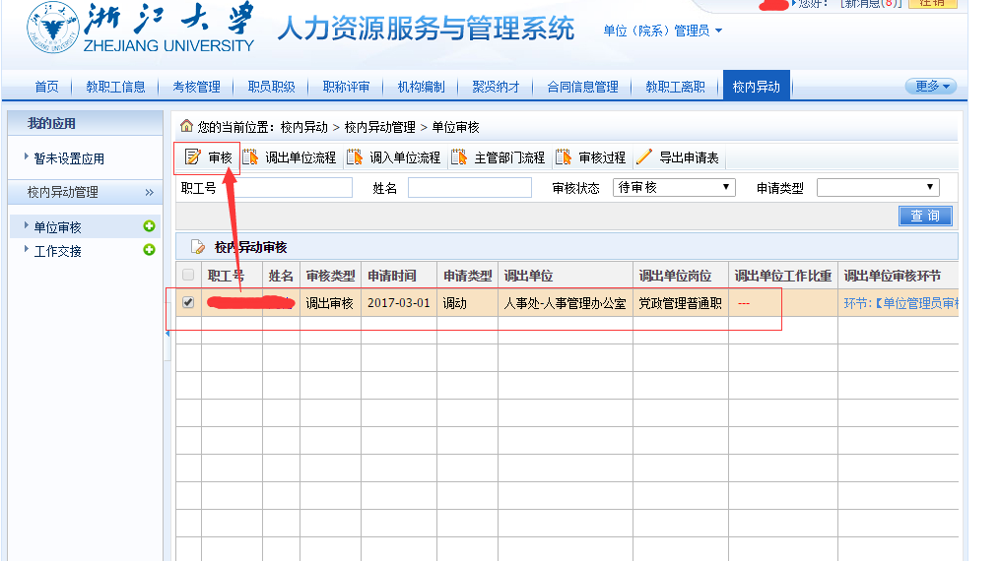 您好! [新消息(8)] 注销
浙江大学
ZHEJIANG UNIVERSITY
人力资源服务与管理系统
单位（院系）管理员
首页 教职工信息 考核管理 职员职级 职称评审 机构编制 聚贤纳才 合同信息管理 教职工离职 校内异动 更多
我的应用
暂未设置应用
校内异动管理 »
单位审核
工作交接
您的当前位置：校内异动 > 校内异动管理 > 单位审核
审核 调出单位流程 调入单位流程 主管部门流程 审核过程 导出申请表
职工号 姓名 审核状态 待审核 申请类型
查 询
校内异动审核
职工号 姓名 审核类型 申请时间 申请类型 调出单位 调出单位岗位 调出单位工作比重 调出单位审核环节
调出审核 2017-03-01 调动 人事处-人事管理办公室 党政管理普通职 --- 环节:【单位管理员审核